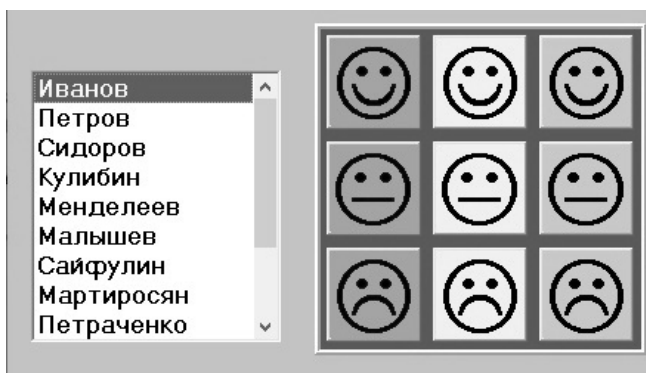 Иванов
Петров
Сидоров
Кулибин
Менделеев
Малышев
Сайфулин
Мартиросян
Петраченко